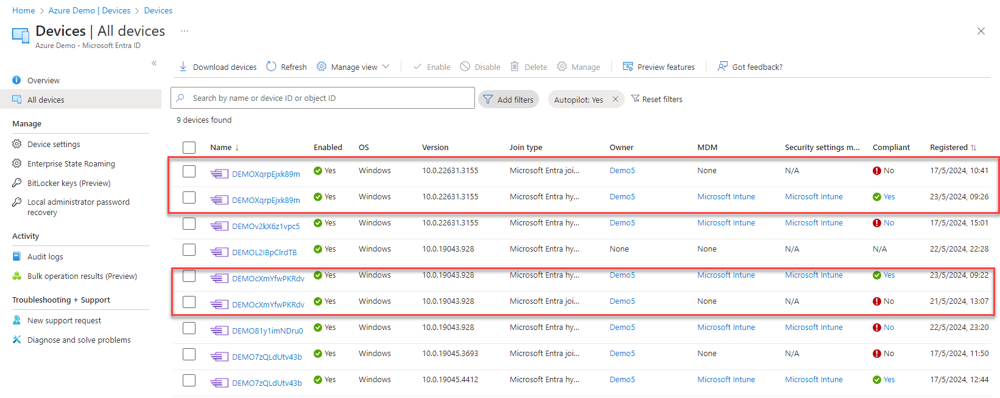 Home > Azure Demo | Devices > Devices
Devices | All devices ...
Azure Demo - Microsoft Entra ID
«
Overview
All devices
Manage
Device settings
Enterprise State Roaming
BitLocker keys (Preview)
Local administrator password
recovery
Activity
Audit logs
Bulk operation results (Preview)
Troubleshooting + Support
New support request
Diagnose and solve problems
Download devices Refresh Manage view Enable Disable Delete Manage Preview features Got feedback?
Search by name or device ID or object ID Add filters Autopilot: Yes Reset filters
9 devices found
Name ↓ Enabled OS Version Join type Owner MDM Security settings m... Compliant Registered ↑↓
DEMOXqrpEjxk89m Yes Windows 10.0.22631.3155 Microsoft Entra joi... Demo5 None N/A No 17/5/2024, 10:41
DEMOXqrpEjxk89m Yes Windows 10.0.22631.3155 Microsoft Entra hy... Demo5 Microsoft Intune Microsoft Intune Yes 23/5/2024, 09:26
DEMOv2kX6z1vpc5 Yes Windows 10.0.22631.3155 Microsoft Entra hy... Demo5 Microsoft Intune Microsoft Intune No 17/5/2024, 15:01
DEMOL2IBpClrdTB Yes Windows 10.0.19043.928 Microsoft Entra hy... None None N/A N/A 22/5/2024, 22:28
DEMOcXmYfwPKRdv Yes Windows 10.0.19043.928 Microsoft Entra hy... Demo5 Microsoft Intune Microsoft Intune Yes 23/5/2024, 09:22
DEMOcXmYfwPKRdv Yes Windows 10.0.19043.928 Microsoft Entra joi... Demo5 None N/A No 21/5/2024, 13:07
DEMO81y1imNDru0 Yes Windows 10.0.19043.928 Microsoft Entra hy... Demo5 Microsoft Intune Microsoft Intune No 22/5/2024, 23:20
DEMO7zQLdUtv43b Yes Windows 10.0.19045.3693 Microsoft Entra joi... Demo5 None N/A No 17/5/2024, 11:50
DEMO7zQLdUtv43b Yes Windows 10.0.19045.4412 Microsoft Entra hy... Demo5 Microsoft Intune Microsoft Intune Yes 17/5/2024, 12:44